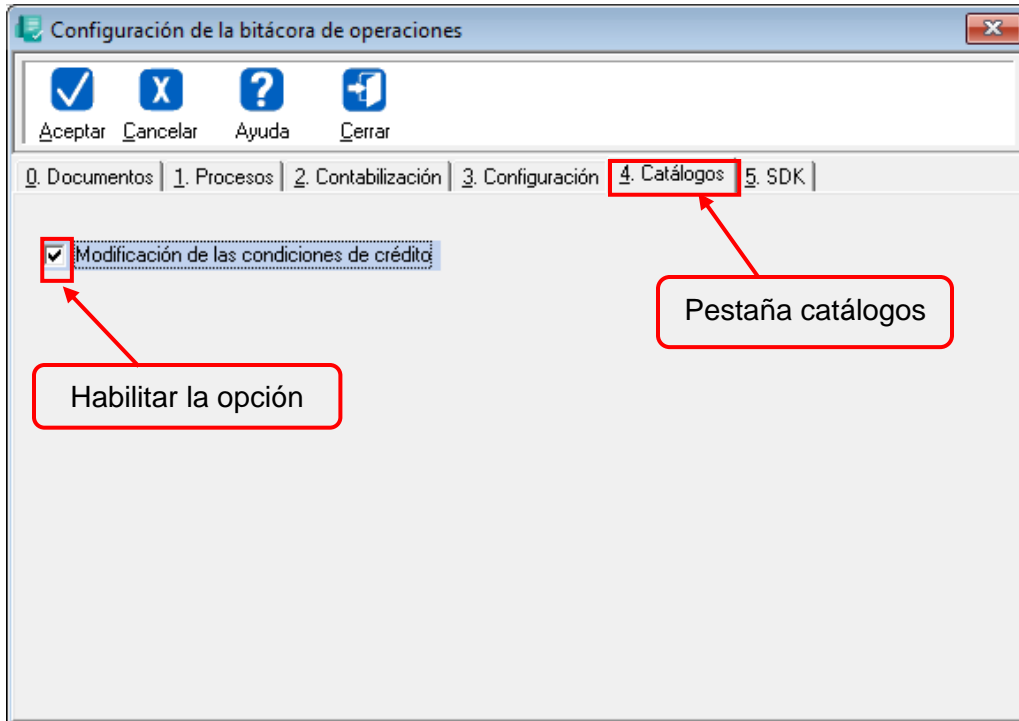 Configuración de la bitácora de operaciones
Aceptar Cancelar Ayuda Cerrar
0. Documentos 1. Procesos 2. Contabilización 3. Configuración 4. Catálogos 5. SDK
Modificación de las condiciones de crédito
Pestaña catálogos
Habilitar la opción